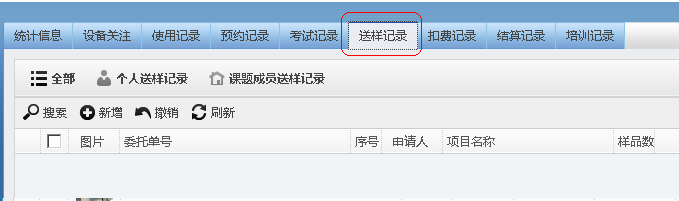 统计信息 设备关注 使用记录 预约记录 考试记录 送样记录 扣费记录 结算记录 培训记录
全部 个人送样记录 课题成员送样记录
搜索 新增 撤销 刷新
图片 委托单号 序号 申请人 项目名称 样品数